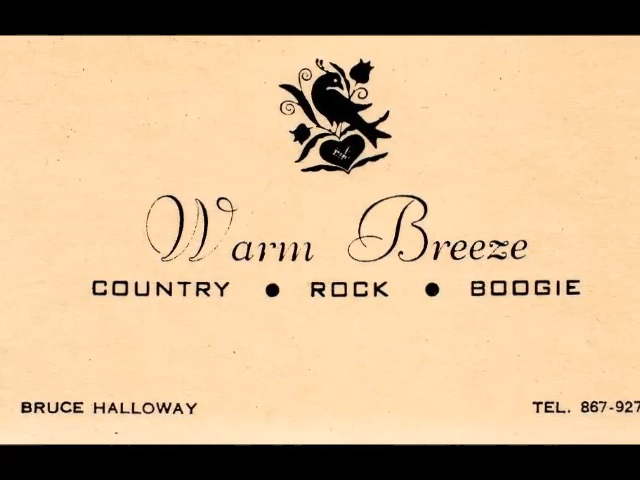 Warm Breeze
COUNTRY • ROCK • BOOGIE
BRUCE HALLOWAY
TEL. 867-927